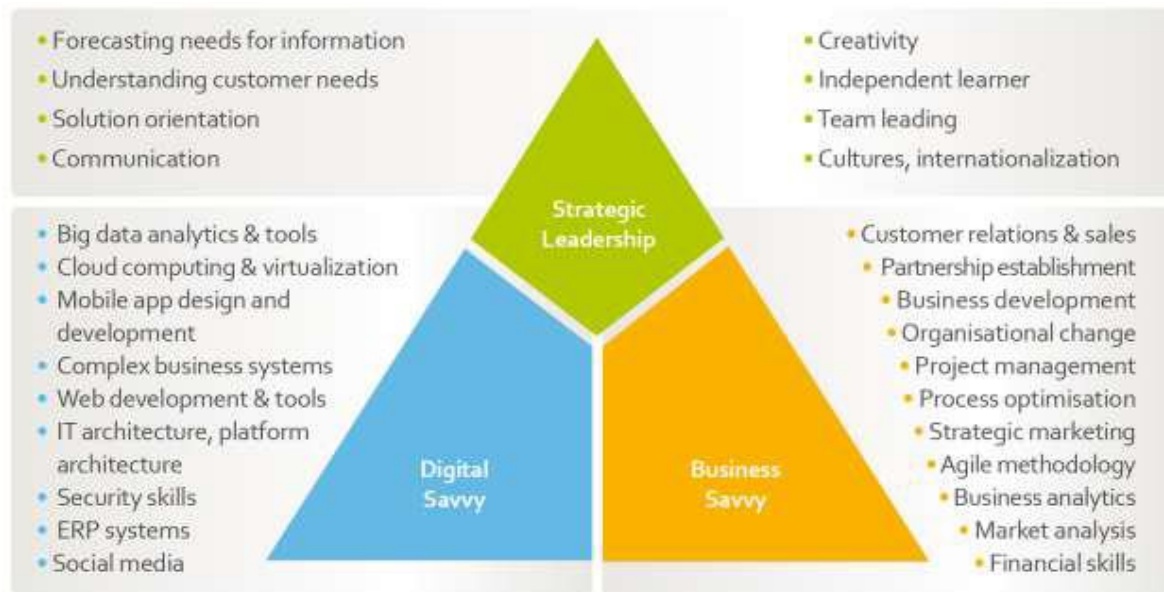 • Forecasting needs for information
• Understanding customer needs
• Solution orientation
• Communication
• Creativity
• Independent learner
• Team leading
• Cultures, internationalization
Strategic
Leadership
• Big data analytics & tools
• Cloud computing & virtualization
• Mobile app design and
development
• Complex business systems
• Web development & tools
• IT architecture, platform
architecture
• Security skills
• ERP systems
• Social media
Digital
Savvy
Business
Savvy
• Customer relations & sales
• Partnership establishment
• Business development
• Organisational change
• Project management
• Process optimisation
• Strategic marketing
• Agile methodology
• Business analytics
• Market analysis
• Financial skills